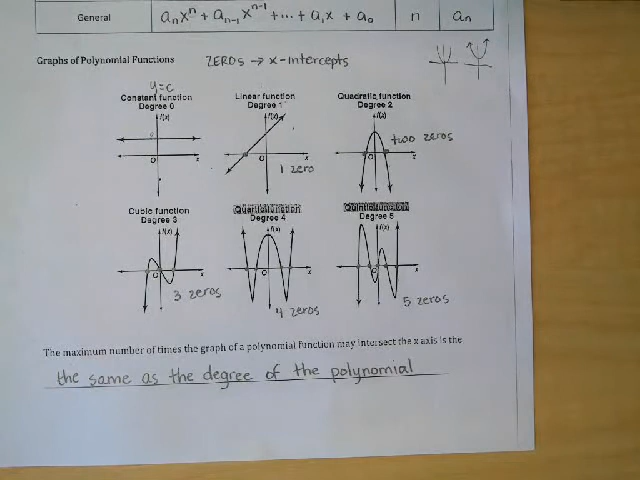 General aₙxⁿ + aₙ₋₁xⁿ⁻¹ + ... + a₁x + a₀ n aₙ
Graphs of Polynomial Functions ZEROS → x-intercepts
y=c
Constant function Linear function Quadratic function
Degree 0 Degree 1 Degree 2
f(x) f(x) f(x)
two zeros
O x O x O x
1 zero
Cubic function Quartic function Quintic function
Degree 3 Degree 4 Degree 5
f(x) f(x) f(x)
O x O x O x
3 zeros 4 zeros 5 zeros
The maximum number of times the graph of a polynomial function may intersect the x axis is the
the same as the degree of the polynomial